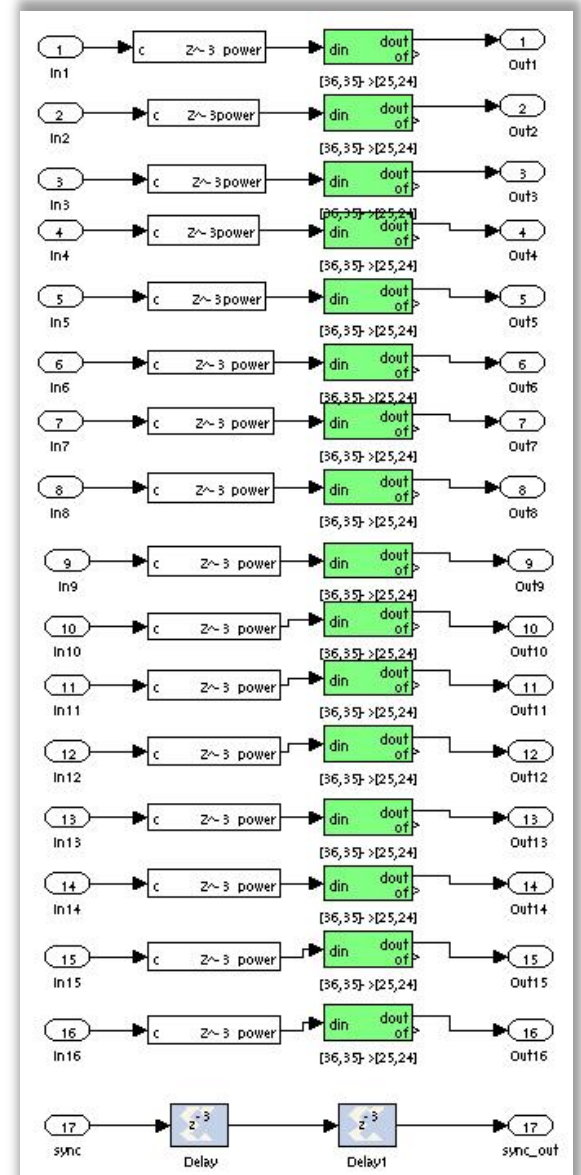 1 c Z~ 3 power din dout 1
of
In1 [36,35]->[25,24] Out1
2 c Z~ 3power din dout 2
of
In2 [36,35]->[25,24] Out2
3 c Z~ 3power din dout 3
of
In3 [36,35]->[25,24] Out3
4 c Z~ 3power din dout 4
of
In4 [36,35]->[25,24] Out4
5 c Z~ 3power din dout 5
of
In5 [36,35]->[25,24] Out5
6 c Z~ 3 power din dout 6
of
In6 [36,35]->[25,24] Out6
7 c Z~ 3 power din dout 7
of
In7 [36,35]->[25,24] Out7
8 c Z~ 3 power din dout 8
of
In8 [36,35]->[25,24] Out8
9 c Z~ 3 power din dout 9
of
In9 [36,35]->[25,24] Out9
10 c Z~ 3 power din dout 10
of
In10 [36,35]->[25,24] Out10
11 c Z~ 3 power din dout 11
of
In11 [36,35]->[25,24] Out11
12 c Z~ 3 power din dout 12
of
In12 [36,35]->[25,24] Out12
13 c Z~ 3 power din dout 13
of
In13 [36,35]->[25,24] Out13
14 c Z~ 3 power din dout 14
of
In14 [36,35]->[25,24] Out14
15 c Z~ 3 power din dout 15
of
In15 [36,35]->[25,24] Out15
16 c Z~ 3 power din dout 16
of
In16 [36,35]->[25,24] Out16
17 z-3 z-3 17
sync Delay Delay1 sync_out